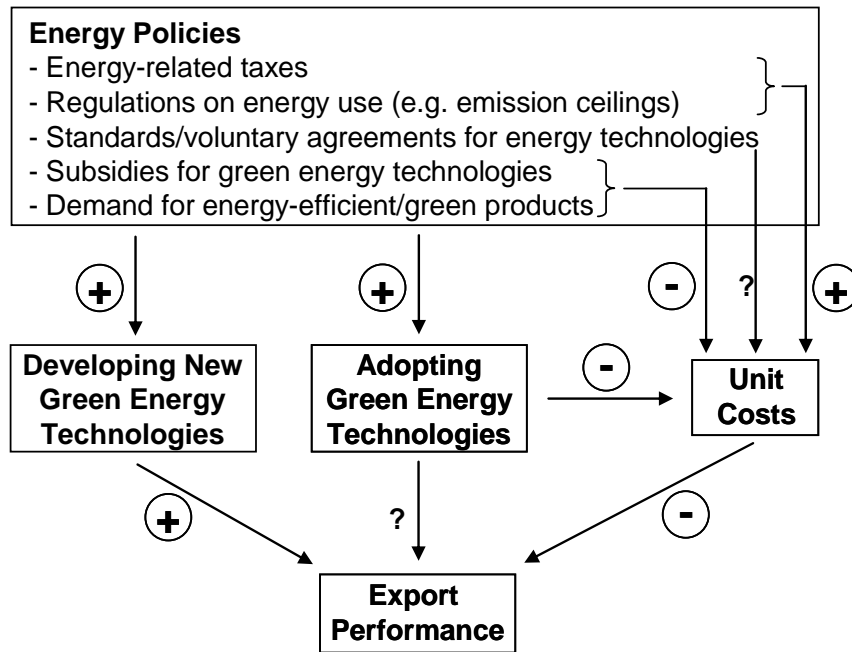 Energy Policies
- Energy-related taxes
- Regulations on energy use (e.g. emission ceilings)
- Standards/voluntary agreements for energy technologies
- Subsidies for green energy technologies
- Demand for energy-efficient/green products
+
+
-
?
+
Developing New
Green Energy
Technologies
Adopting
Green Energy
Technologies
-
Unit
Costs
+
?
-
Export
Performance